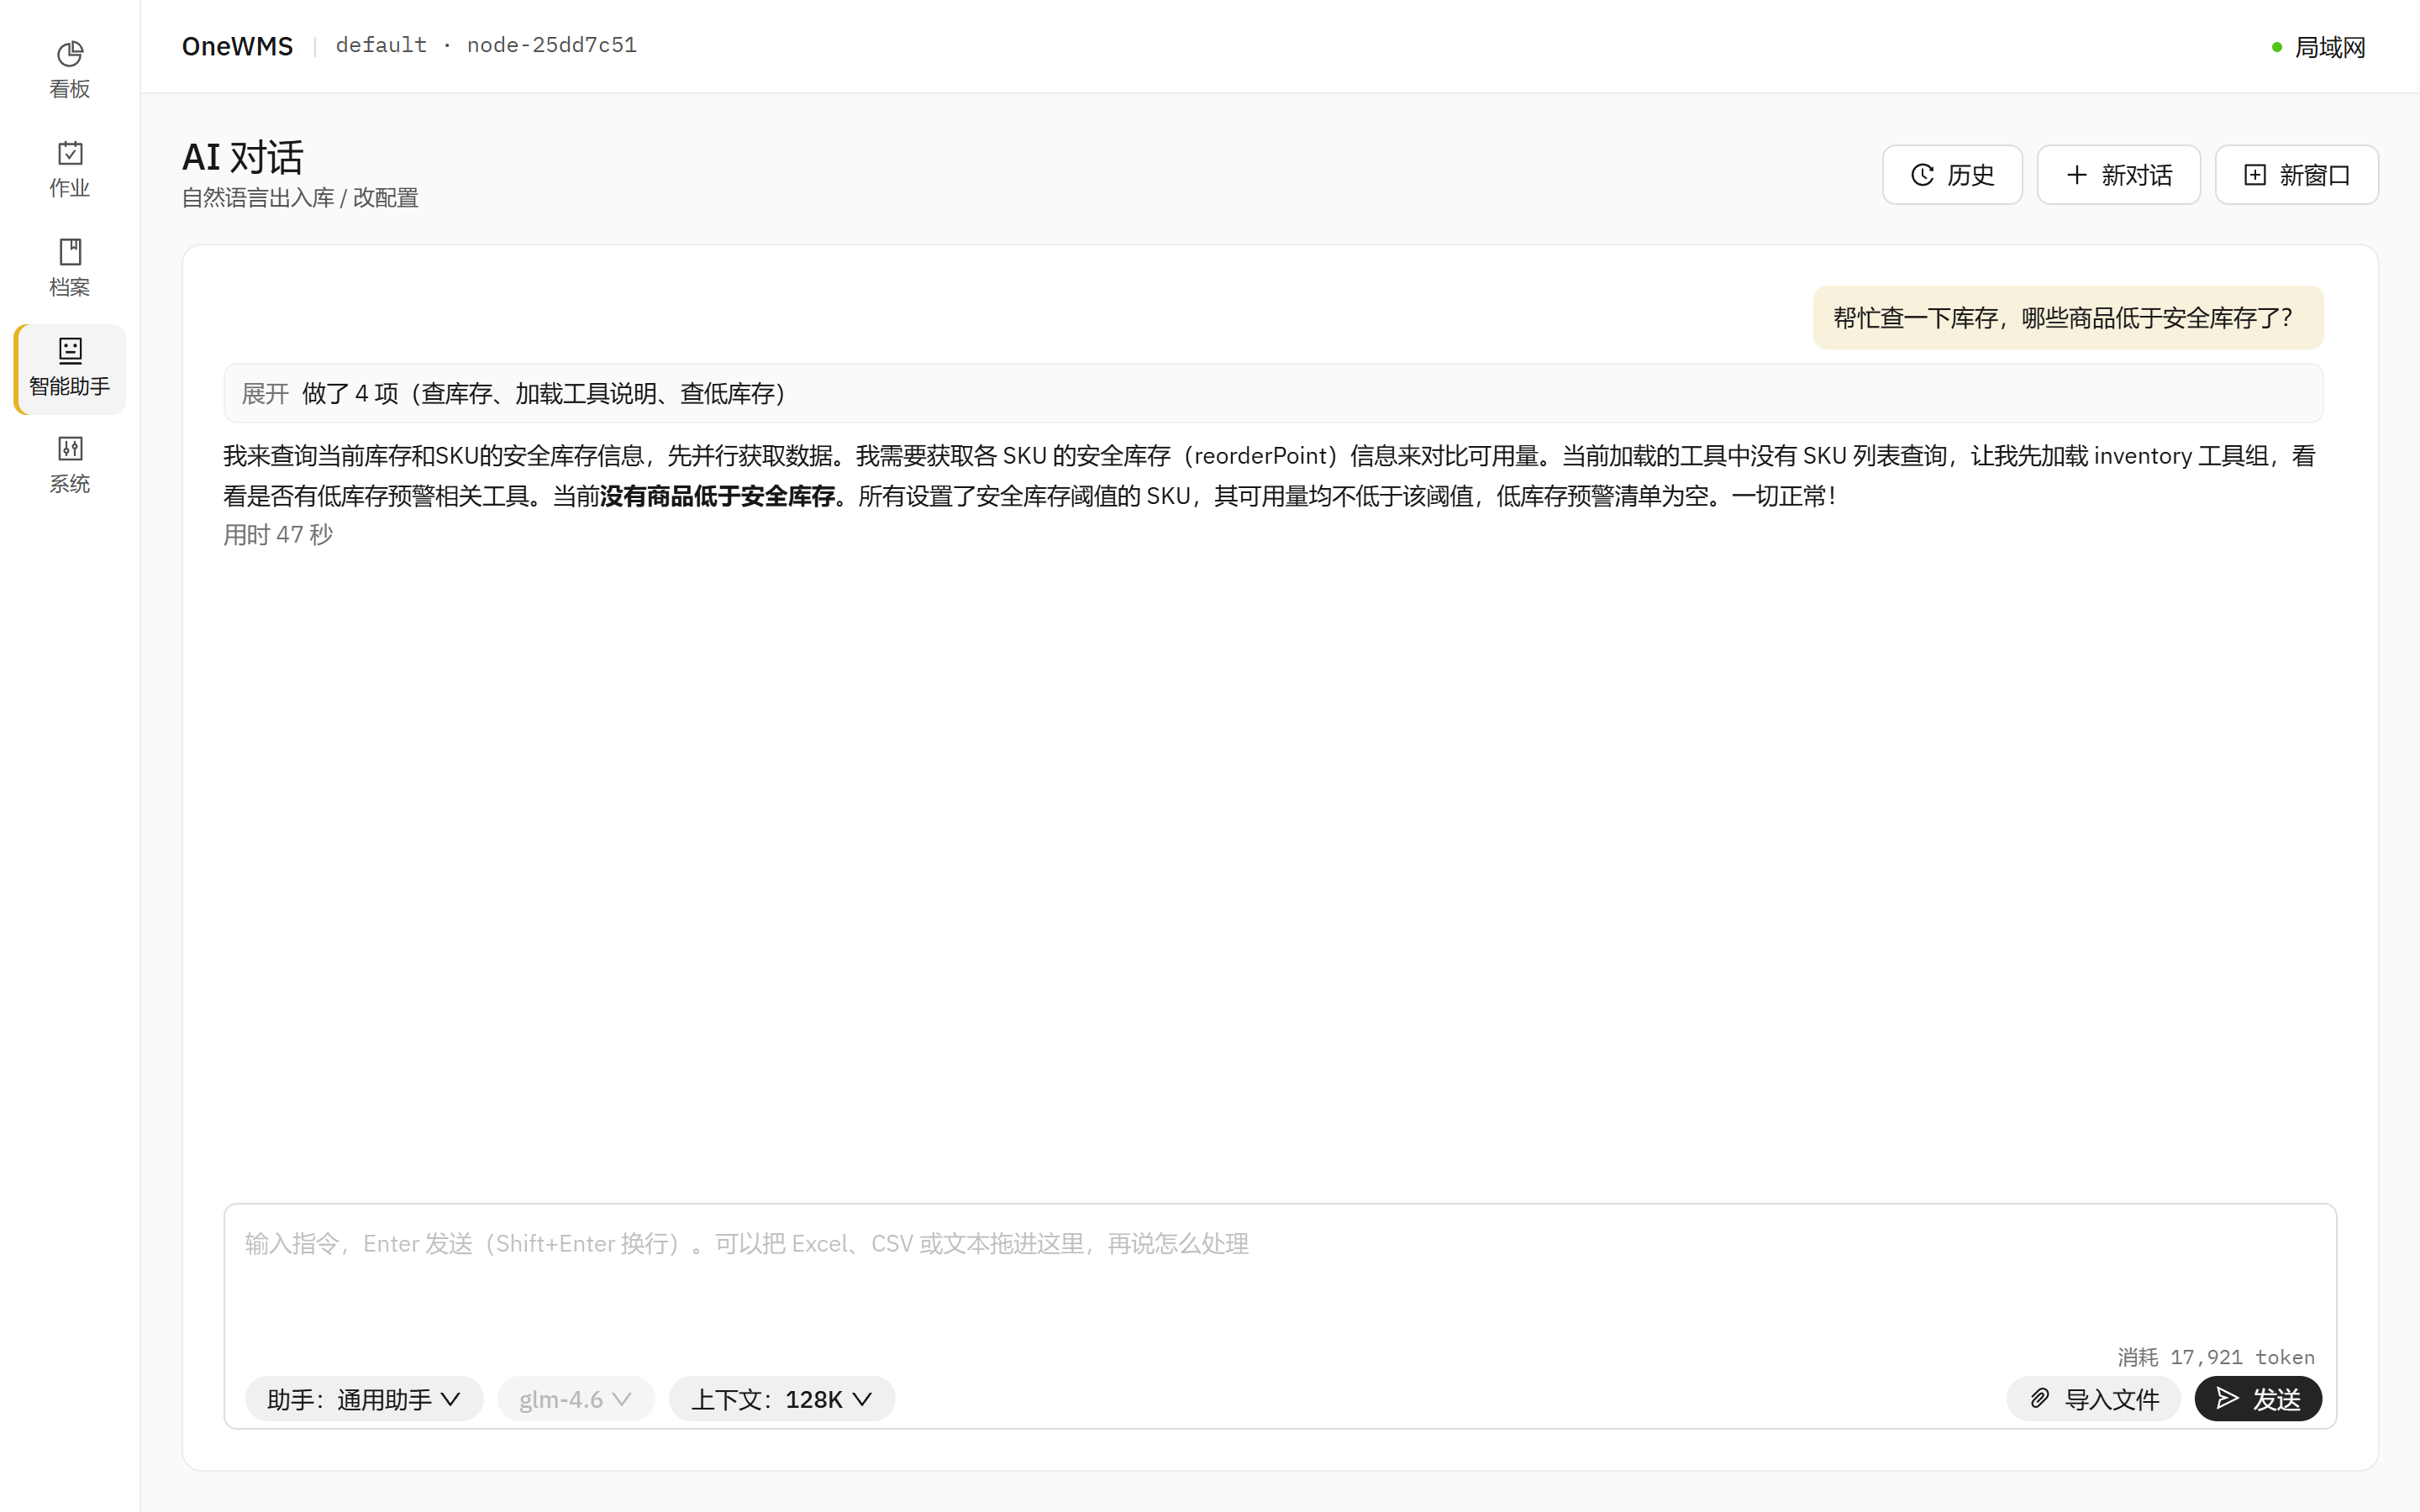 看板
作业
档案
智能助手
系统
OneWMS
default · node-25dd7c51
局域网
AI 对话
自然语言出入库 / 改配置
历史
新对话
新窗口
帮忙查一下库存，哪些商品低于安全库存了？
展开 做了 4 项（查库存、加载工具说明、查低库存）
我来查询当前库存和SKU的安全库存信息，先并行获取数据。我需要获取各 SKU 的安全库存（reorderPoint）信息来对比可用量。当前加载的工具中没有 SKU 列表查询，让我先加载 inventory 工具组，看
看是否有低库存预警相关工具。当前没有商品低于安全库存。所有设置了安全库存阈值的 SKU，其可用量均不低于该阈值，低库存预警清单为空。一切正常！
用时 47 秒
输入指令，Enter 发送（Shift+Enter 换行）。可以把 Excel、CSV 或文本拖进这里，再说怎么处理
消耗 17,921 token
助手：通用助手
glm-4.6
上下文：128K
导入文件
发送